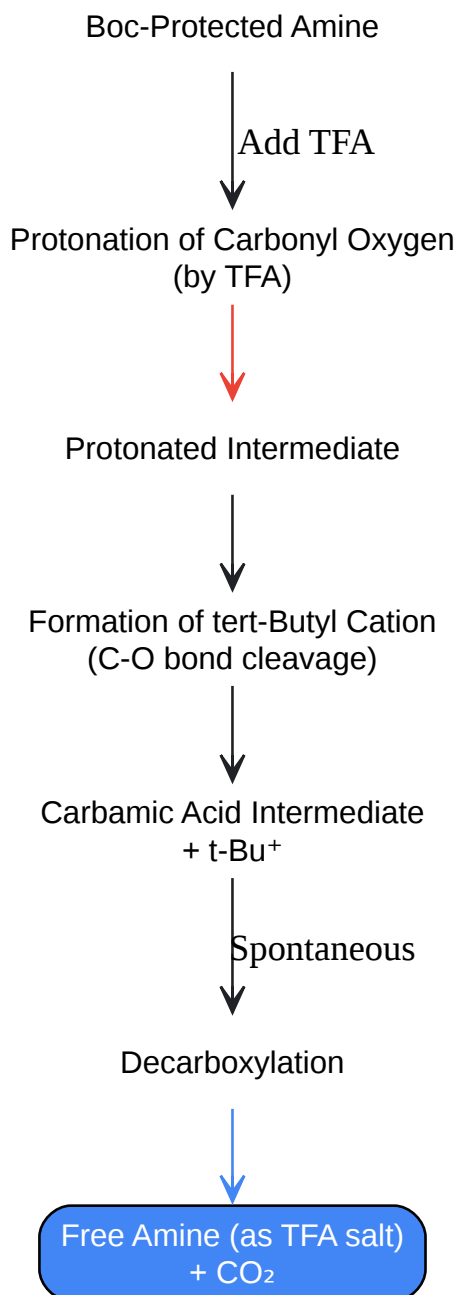 Boc-Protected Amine
Add TFA
Protonation of Carbonyl Oxygen
(by TFA)
Protonated Intermediate
Formation of tert-Butyl Cation
(C-O bond cleavage)
Carbamic Acid Intermediate
+ t-Bu⁺
Spontaneous
Decarboxylation
Free Amine (as TFA salt)
+ CO₂